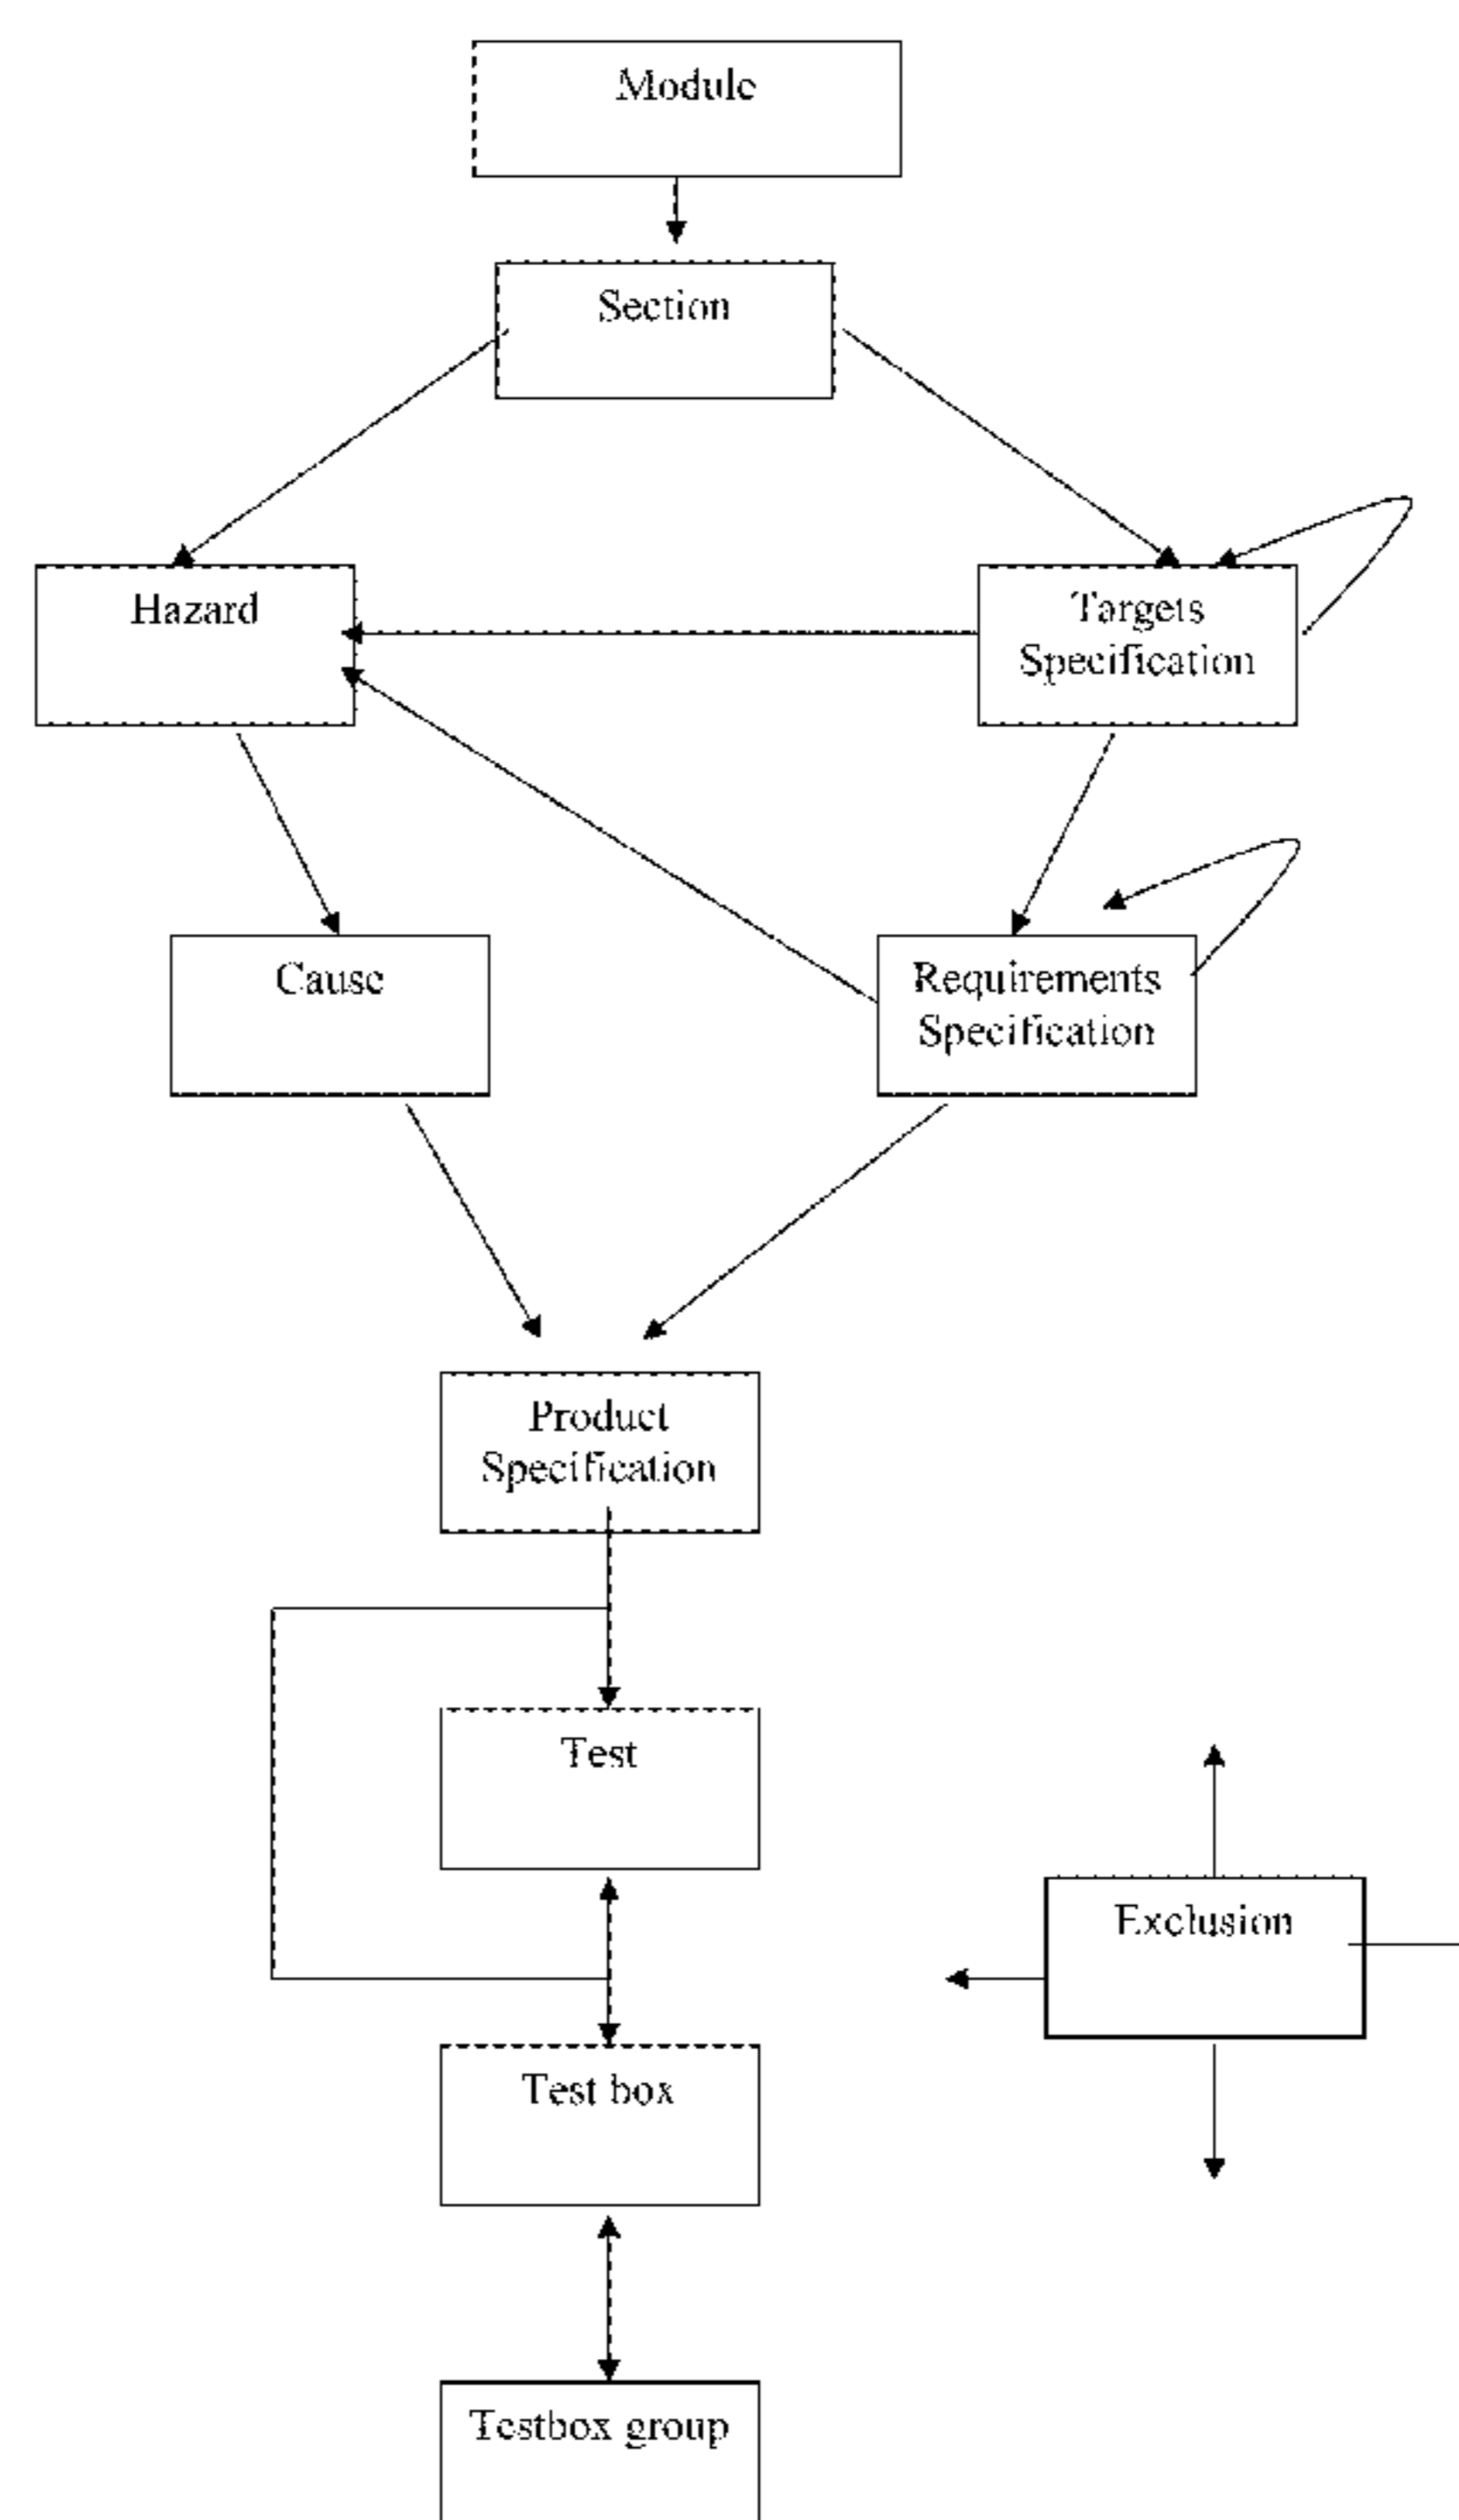 Module
Section
Hazard
Targets
Specification
Cause
Requirements
Specification
Product
Specification
Test
Exclusion
Test box
Testbox group